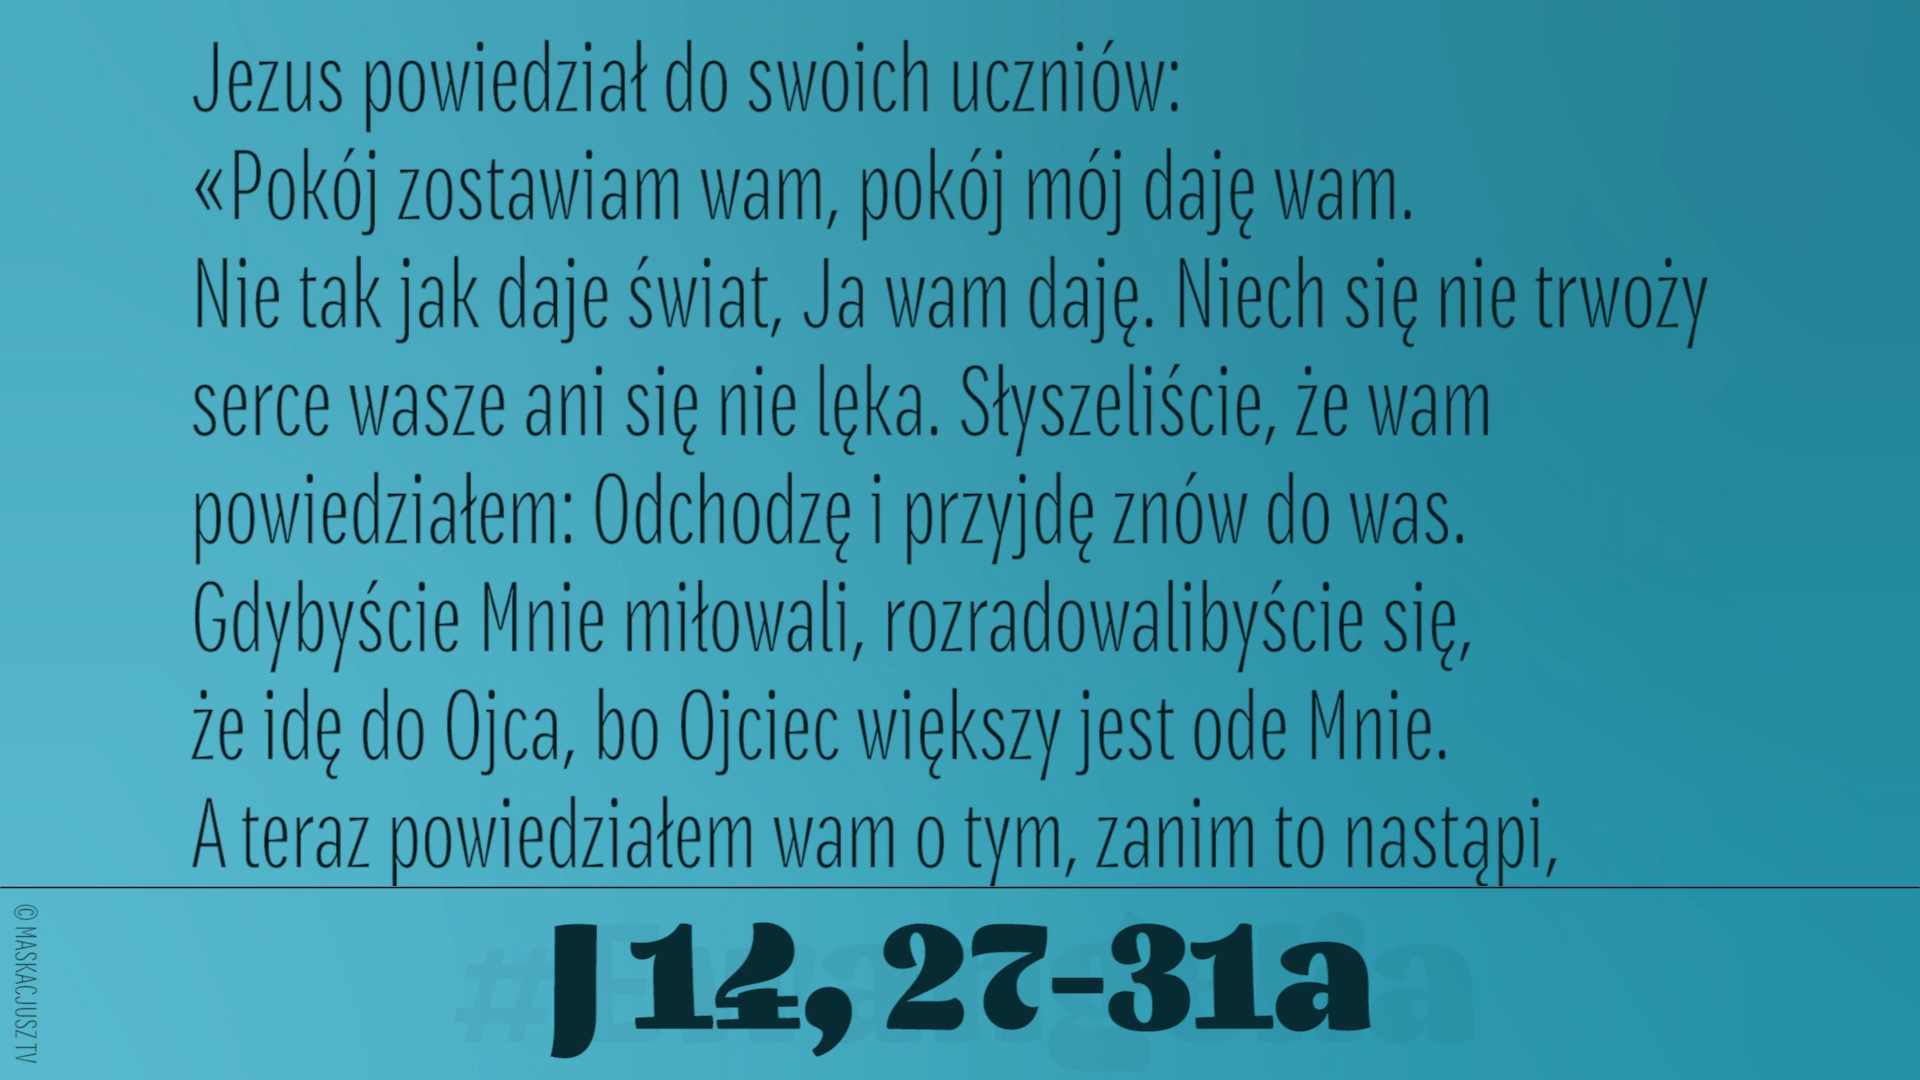 Jezus powiedział do swoich uczniów:
«Pokój zostawiam wam, pokój mój daję wam.
Nie tak jak daje świat, Ja wam daję. Niech się nie trwoży
serce wasze ani się nie lęka. Słyszeliście, że wam
powiedziałem: Odchodzę i przyjdę znów do was.
Gdybyście Mnie miłowali, rozradowalibyście się,
że idę do Ojca, bo Ojciec większy jest ode Mnie.
A teraz powiedziałem wam o tym, zanim to nastąpi,
#Ewangelia
J 14, 27-31a
© MASKACJUSZ TV